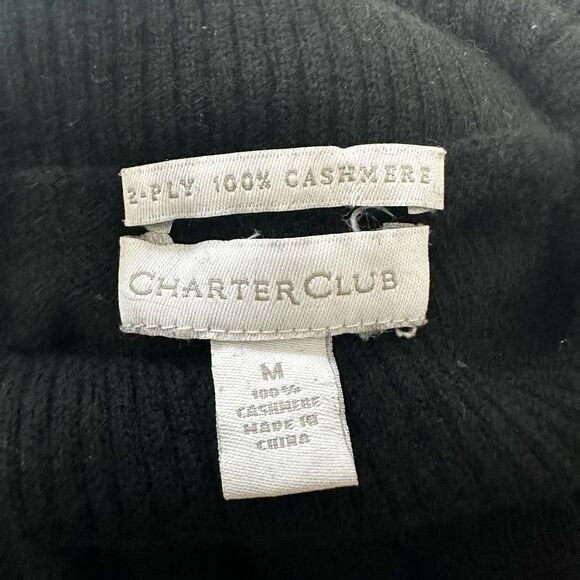 2-PLY 100% CASHMERE
CHARTER CLUB
M
100%
CASHMERE
MADE IN
CHINA